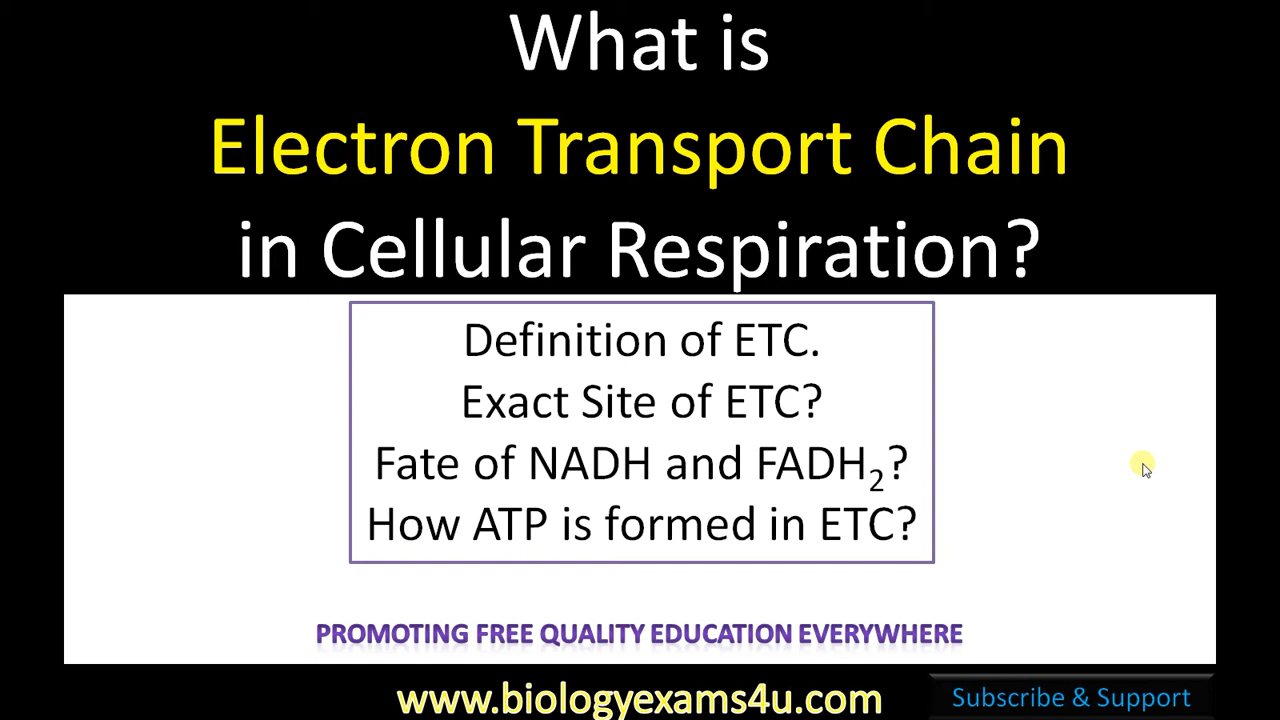 What is
Electron Transport Chain
in Cellular Respiration?
Definition of ETC.
Exact Site of ETC?
Fate of NADH and FADH₂?
How ATP is formed in ETC?
PROMOTING FREE QUALITY EDUCATION EVERYWHERE
www.biologyexams4u.com
Subscribe & Support